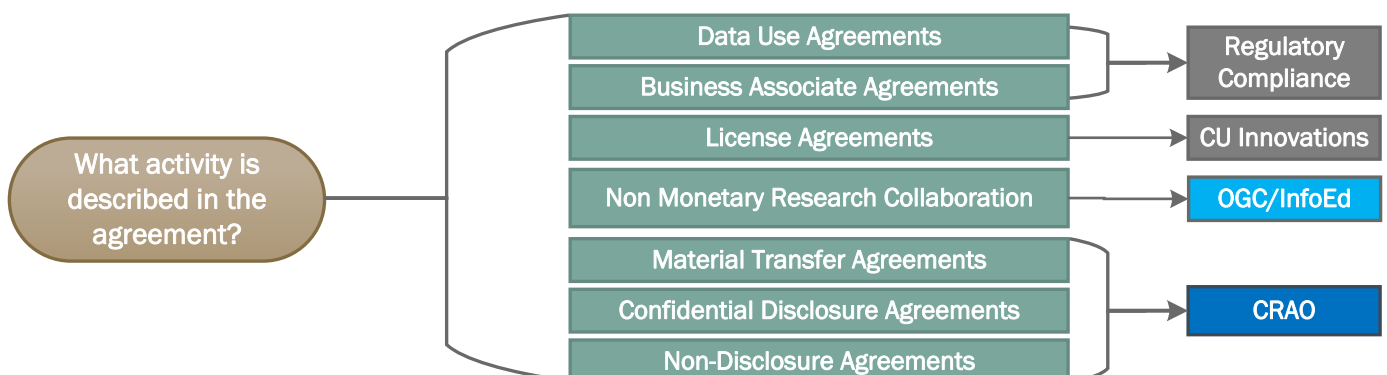 What activity is
described in the
agreement?
Data Use Agreements
Business Associate Agreements
License Agreements
Non Monetary Research Collaboration
Material Transfer Agreements
Confidential Disclosure Agreements
Non-Disclosure Agreements
Regulatory
Compliance
CU Innovations
OGC/InfoEd
CRAO